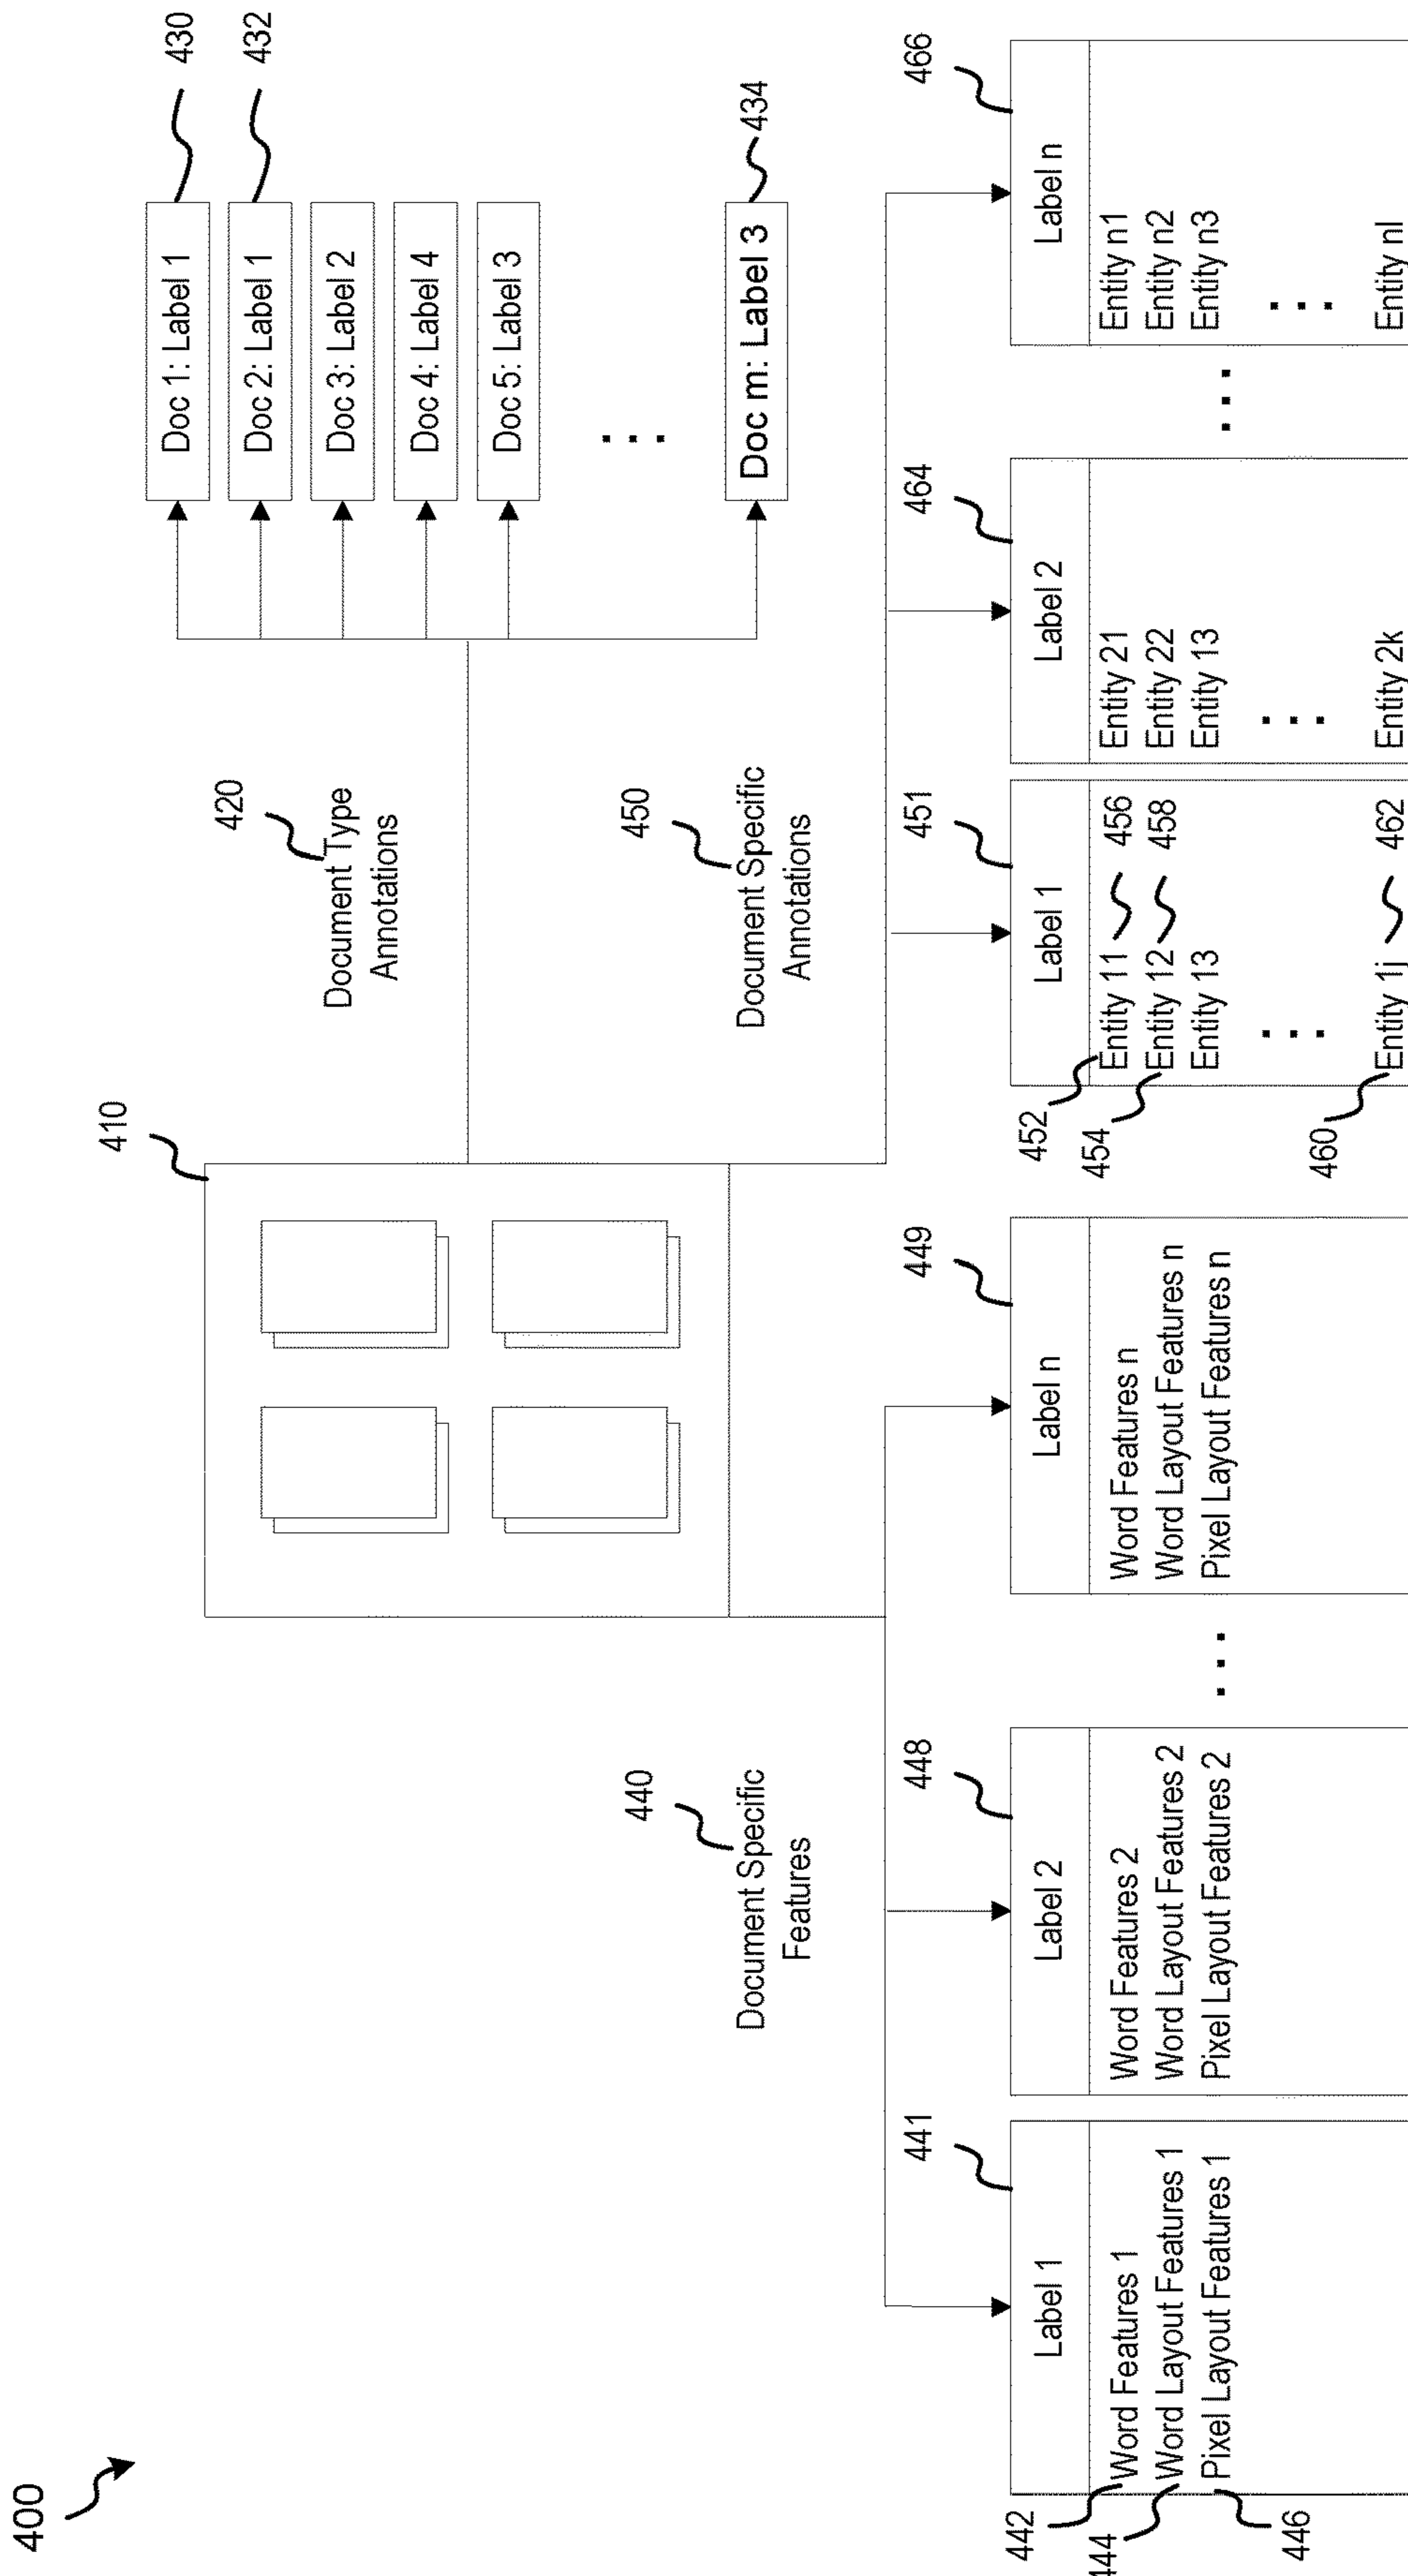 400
410
420
Document Type
Annotations
Doc 1: Label 1
430
Doc 2: Label 1
432
Doc 3: Label 2
Doc 4: Label 4
Doc 5: Label 3
...
Doc m: Label 3
434
440
Document Specific
Features
450
Document Specific
Annotations
441
Label 1
442
Word Features 1
444
Word Layout Features 1
446
Pixel Layout Features 1
448
Label 2
Word Features 2
Word Layout Features 2
Pixel Layout Features 2
...
449
Label n
Word Features n
Word Layout Features n
Pixel Layout Features n
451
Label 1
452
Entity 11
456
454
Entity 12
458
Entity 13
...
460
Entity 1j
462
464
Label 2
Entity 21
Entity 22
Entity 13
...
Entity 2k
...
466
Label n
Entity n1
Entity n2
Entity n3
...
Entity nl